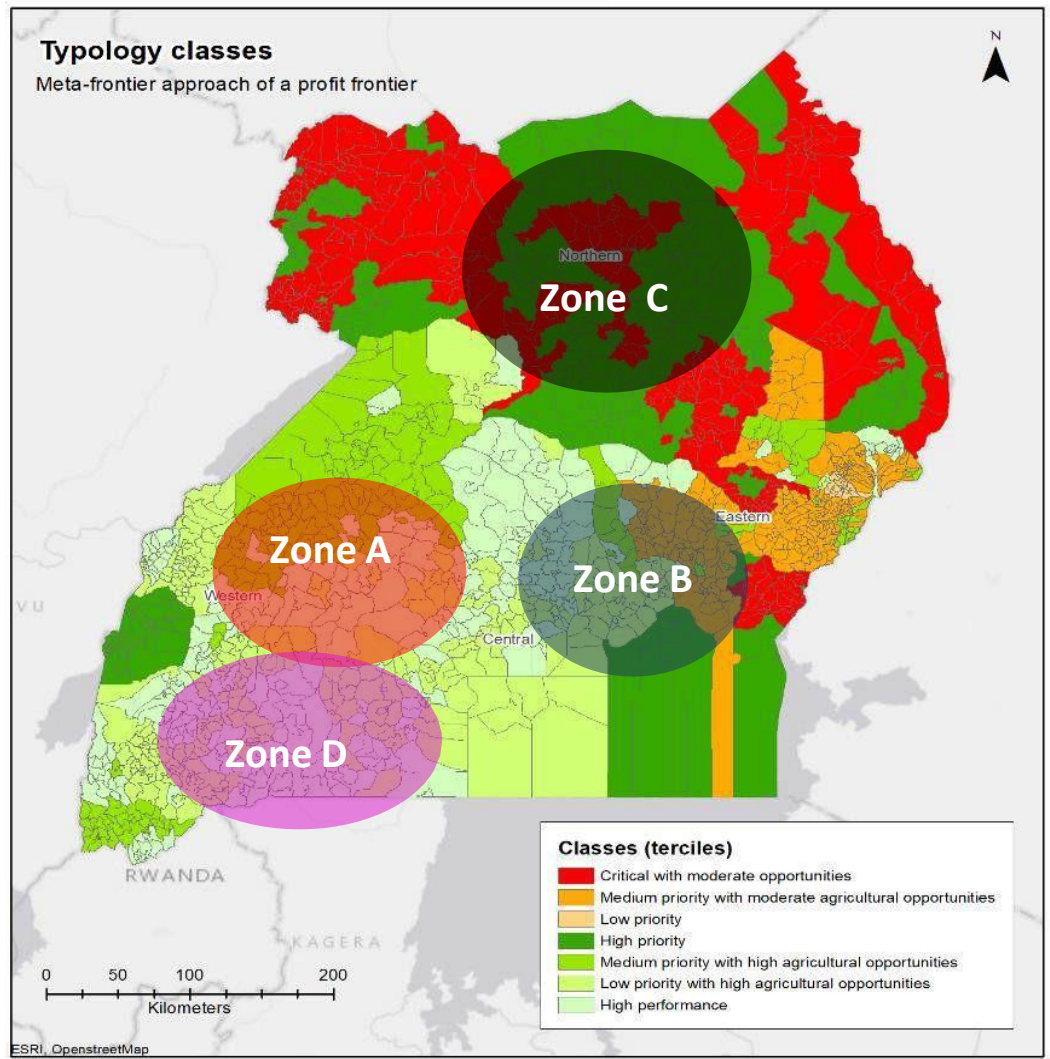 Typology classes
Meta-frontier approach of a profit frontier
N
Northern
Zone C
Eastern
Zone A
Zone B
Western
VU
Central
Zone D
RWANDA
KAGERA
Classes (terciles)
Critical with moderate opportunities
Medium priority with moderate agricultural opportunities
Low priority
High priority
Medium priority with high agricultural opportunities
Low priority with high agricultural opportunities
High performance
0 50 100 200
Kilometers
ESRI, OpenstreetMap